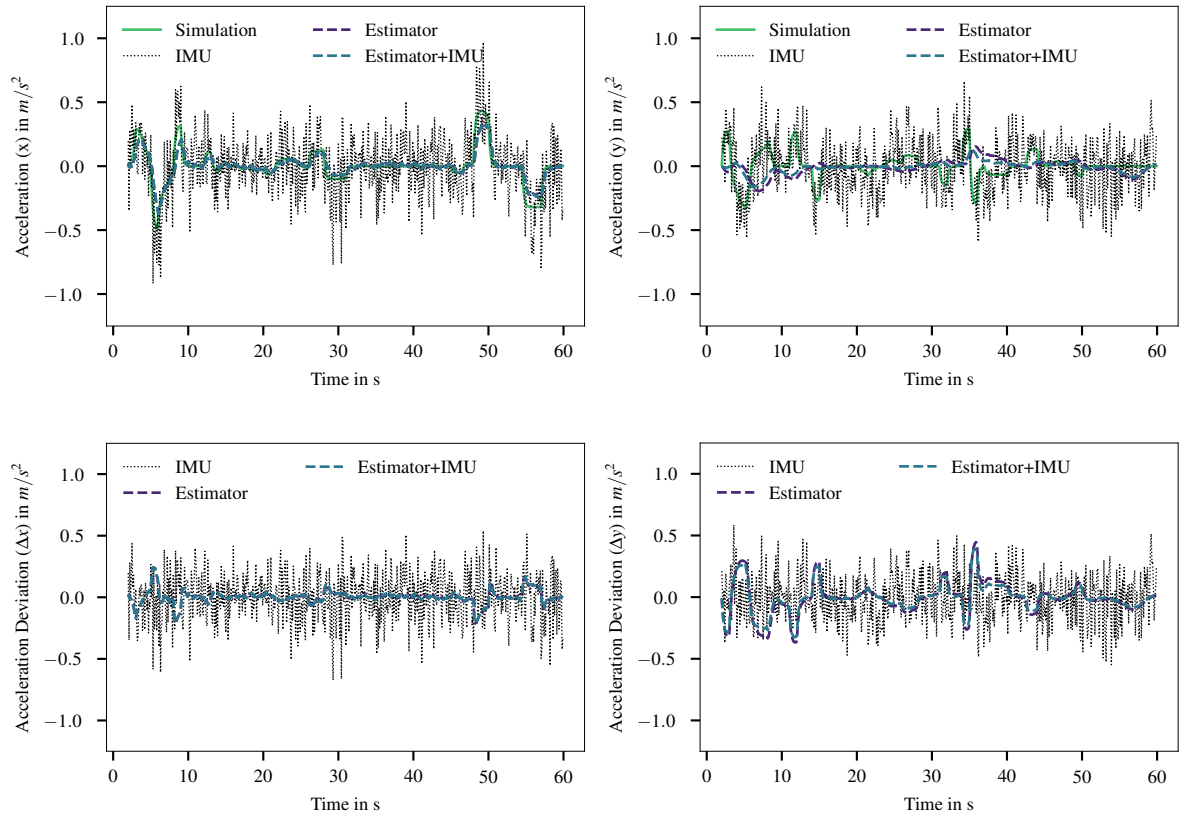 Simulation
IMU
Estimator
Estimator+IMU
1.0
0.5
0.0
−0.5
−1.0
Acceleration (x) in m/s²
0 10 20 30 40 50 60
Time in s
Simulation
IMU
Estimator
Estimator+IMU
1.0
0.5
0.0
−0.5
−1.0
Acceleration (y) in m/s²
0 10 20 30 40 50 60
Time in s
IMU
Estimator
Estimator+IMU
1.0
0.5
0.0
−0.5
−1.0
Acceleration Deviation (Δx) in m/s²
0 10 20 30 40 50 60
Time in s
IMU
Estimator
Estimator+IMU
1.0
0.5
0.0
−0.5
−1.0
Acceleration Deviation (Δy) in m/s²
0 10 20 30 40 50 60
Time in s